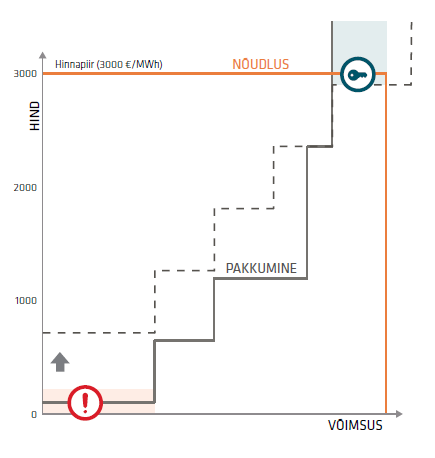 Hinnapiir (3000 €/MWh)
NÕUDLUS
3000
HIND
2000
PAKKUMINE
1000
0
VÕIMSUS